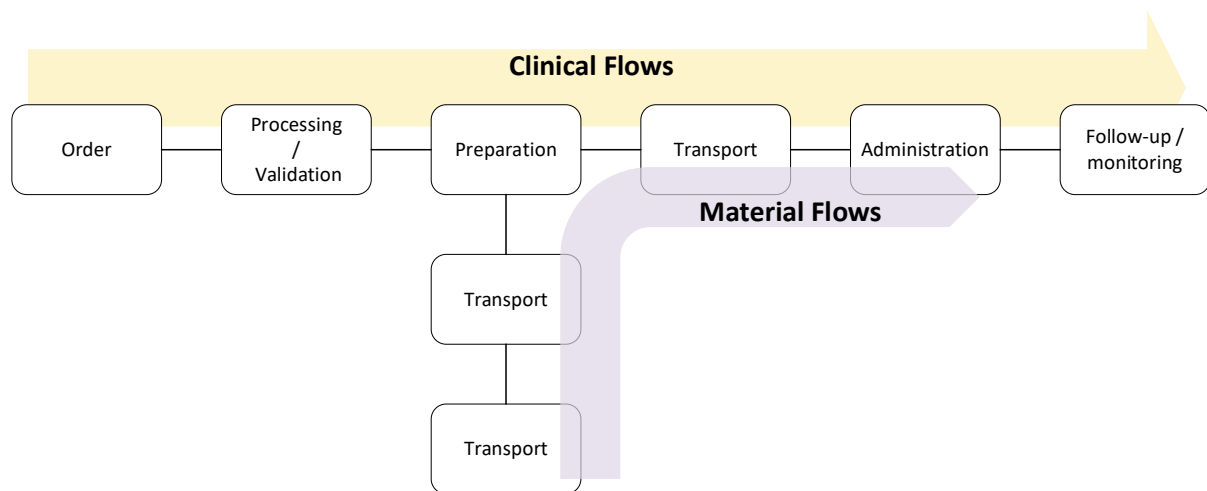 Clinical Flows
Order
Processing
/
Validation
Preparation
Transport
Administration
Follow-up /
monitoring
Material Flows
Transport
Transport